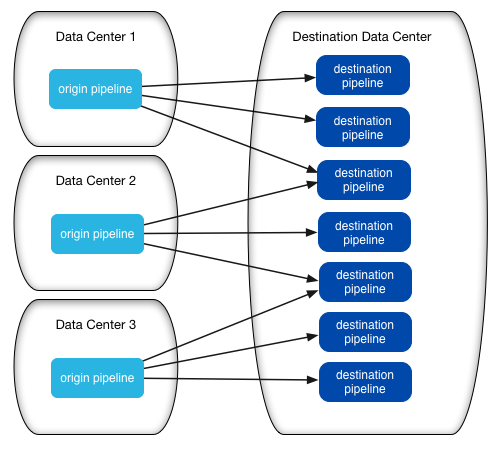 Data Center 1
origin pipeline
Data Center 2
origin pipeline
Data Center 3
origin pipeline
Destination Data Center
destination
pipeline
destination
pipeline
destination
pipeline
destination
pipeline
destination
pipeline
destination
pipeline
destination
pipeline